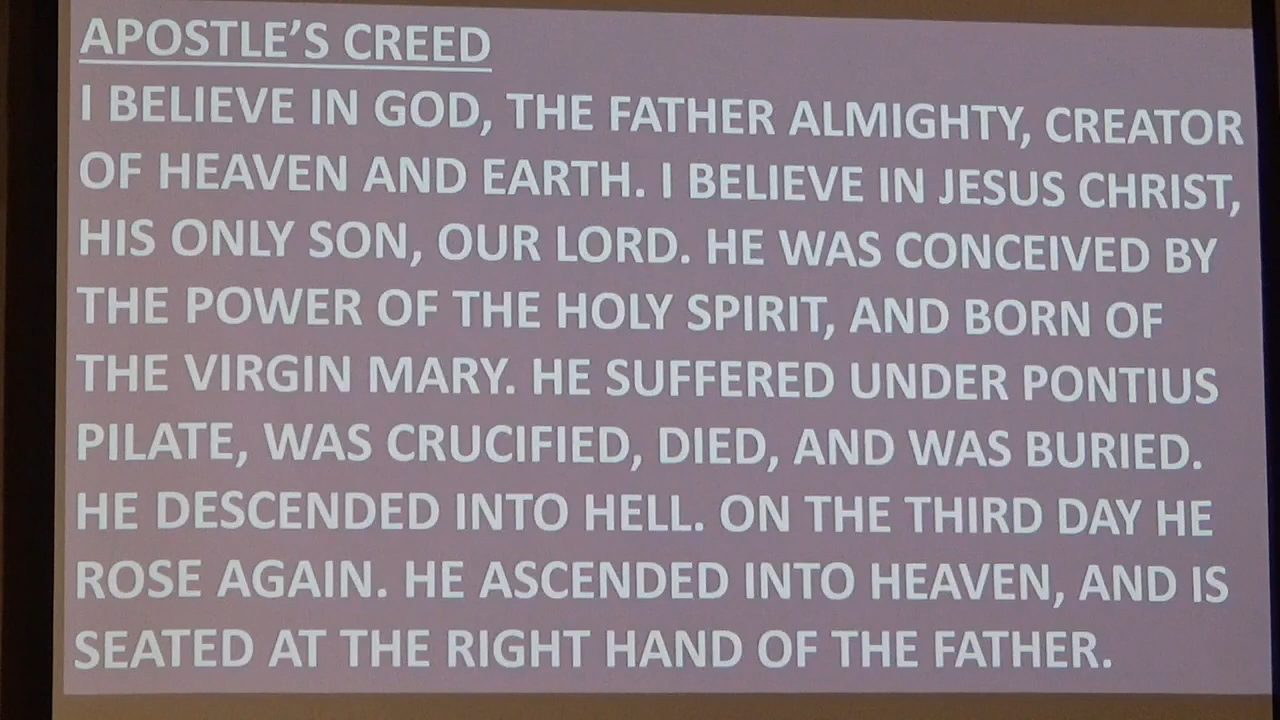 APOSTLE’S CREED
I BELIEVE IN GOD, THE FATHER ALMIGHTY, CREATOR
OF HEAVEN AND EARTH. I BELIEVE IN JESUS CHRIST,
HIS ONLY SON, OUR LORD. HE WAS CONCEIVED BY
THE POWER OF THE HOLY SPIRIT, AND BORN OF
THE VIRGIN MARY. HE SUFFERED UNDER PONTIUS
PILATE, WAS CRUCIFIED, DIED, AND WAS BURIED.
HE DESCENDED INTO HELL. ON THE THIRD DAY HE
ROSE AGAIN. HE ASCENDED INTO HEAVEN, AND IS
SEATED AT THE RIGHT HAND OF THE FATHER.